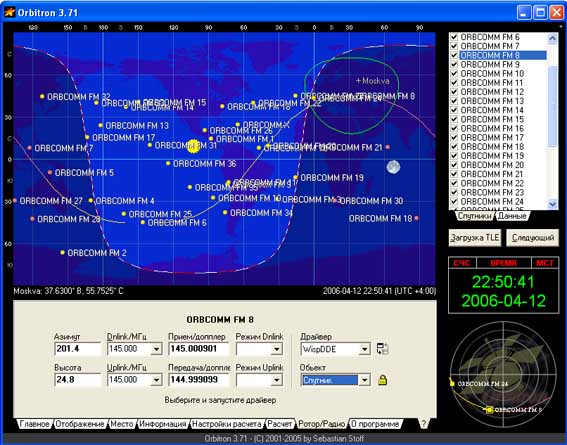 Orbitron 3.71
120 150 180 150 120 90 60 30 0 30 60 90
ORBCOMM FM 6
ORBCOMM FM 7
ORBCOMM FM 8
ORBCOMM FM 9
ORBCOMM FM 10
ORBCOMM FM 11
ORBCOMM FM 12
ORBCOMM FM 13
ORBCOMM FM 14
ORBCOMM FM 15
ORBCOMM FM 16
ORBCOMM FM 17
ORBCOMM FM 18
ORBCOMM FM 19
ORBCOMM FM 20
ORBCOMM FM 21
ORBCOMM FM 22
ORBCOMM FM 23
ORBCOMM FM 24
ORBCOMM FM 25
Спутники Данные
Загрузка TLE Следующий
СЧС ВРЕМЯ МСТ
22:50:41
2006-04-12
ORBCOMM FM 24
ORBCOMM FM 8
Moskva
ORBCOMM FM 32
ORBCOMM FM 15
ORBCOMM FM 14
ORBCOMM FM 18
ORBCOMM FM 22
ORBCOMM FM 8
ORBCOMM FM 24
ORBCOMM FM 13
ORBCOMM-X
ORBCOMM FM 26
ORBCOMM FM 17
ORBCOMM FM 1
ORBCOMM FM 7
ORBCOMM FM 31
ORBCOMM FM 21
ORBCOMM FM 36
ORBCOMM FM 5
ORBCOMM FM 19
ORBCOMM FM 35
ORBCOMM FM 27
ORBCOMM FM 4
ORBCOMM FM 10
ORBCOMM FM 30
ORBCOMM FM 25
ORBCOMM FM 34
ORBCOMM FM 28
ORBCOMM FM 6
ORBCOMM FM 18
ORBCOMM FM 2
Moskva: 37.6300° В, 55.7525° С 2006-04-12 22:50:41 (UTC +4:00)
ORBCOMM FM 8
Азимут Dnlink/МГц Прием/доплер Режим Dnlink Драйвер
201.4 145.000 145.000901 WispDDE
Высота Uplink/МГц Передача/доплер Режим Uplink Объект
24.8 145.000 144.999099 Спутник
Выберите и запустите драйвер
Главное Отображение Место Информация Настройки расчета Расчет Ротор/Радио О программе ?
Orbitron 3.71 - (C) 2001-2005 by Sebastian Stoff